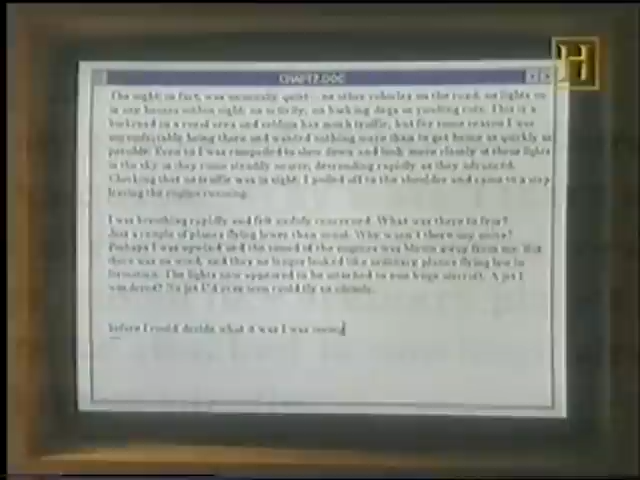 CHAPT7.DOC
H
The night, in fact, was unusually quiet-- no other vehicles on the road, no lights on
in any houses within sight, no activity, no barking dogs or yowling cats. This is a
backroad in a rural area and seldom has much traffic, but for some reason I was
uncomfortable being there and wanted nothing more than to get home as quickly as
possible. Even so I was compelled to slow down and look more closely at these lights
in the sky as they came steadily nearer, descending rapidly as they advanced.
Checking that no traffic was in sight, I pulled off to the shoulder and came to a stop
leaving the engine running.
I was breathing rapidly and felt unduly concerned. What was there to fear?
Just a couple of planes flying lower than usual. Why wasn't there any noise?
Perhaps I was upwind and the sound of the engines was blown away from me. But
there was no wind, and they no longer looked like ordinary planes flying low in
formation. The lights now appeared to be attached to one huge aircraft. A jet I
wondered? No jet I'd ever seen could fly so silently.
before I could decide what it was I was seeing